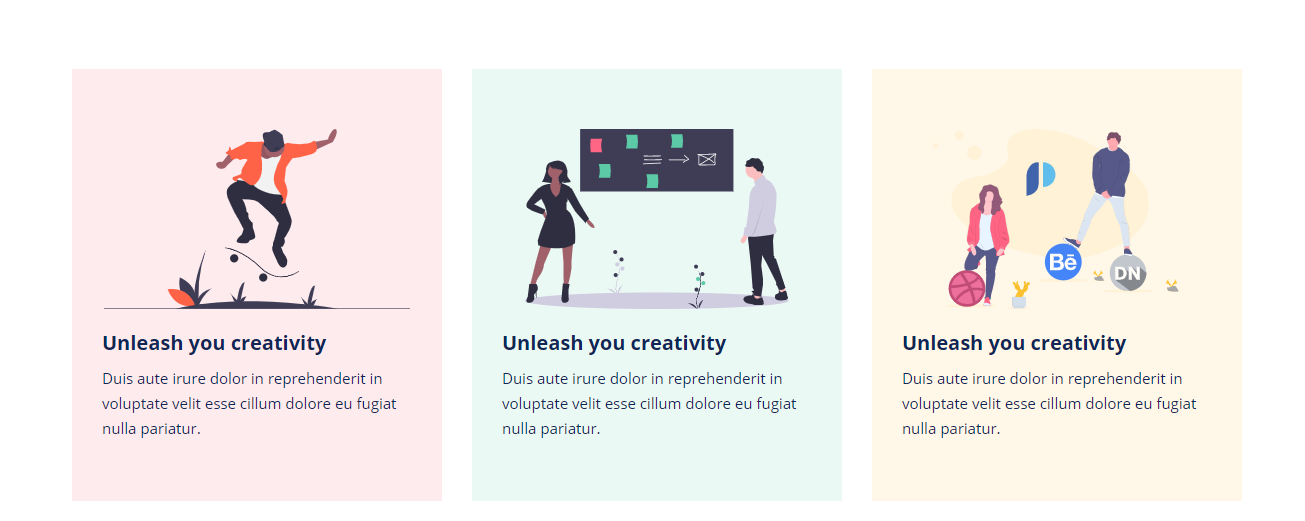 Bē
DN
Unleash you creativity
Duis aute irure dolor in reprehenderit in
voluptate velit esse cillum dolore eu fugiat
nulla pariatur.
Unleash you creativity
Duis aute irure dolor in reprehenderit in
voluptate velit esse cillum dolore eu fugiat
nulla pariatur.
Unleash you creativity
Duis aute irure dolor in reprehenderit in
voluptate velit esse cillum dolore eu fugiat
nulla pariatur.